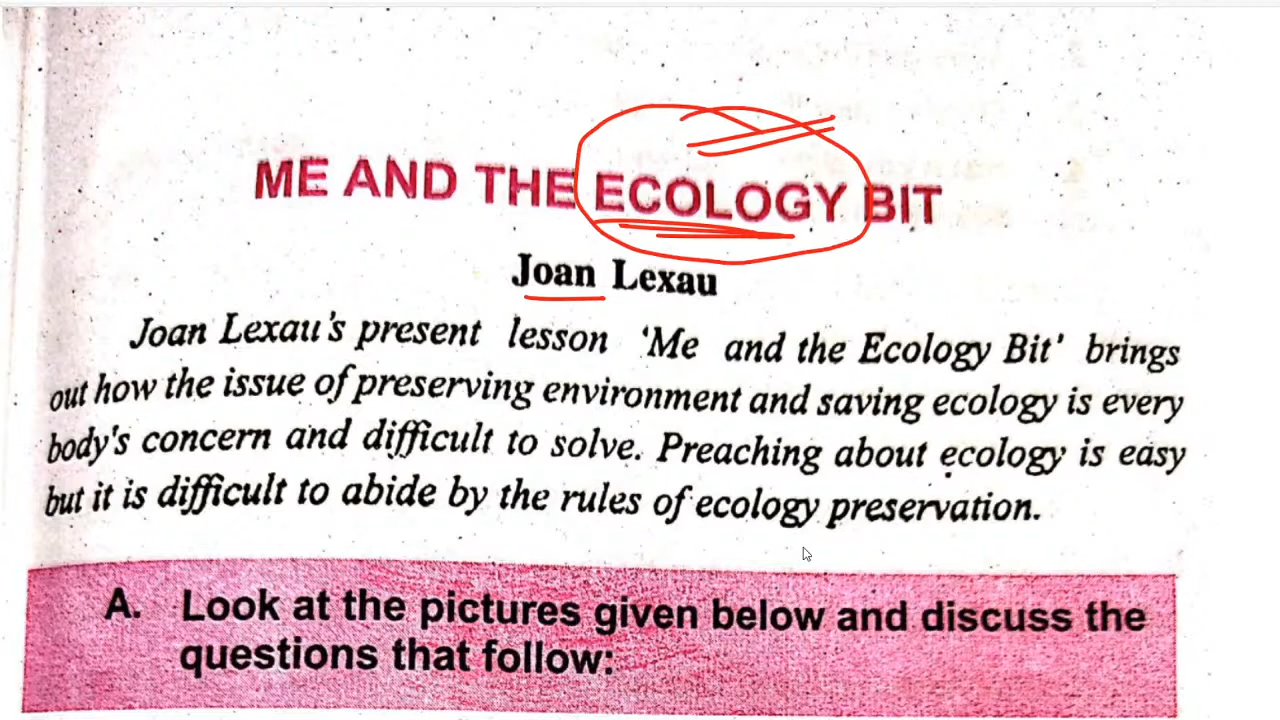 ME AND THE ECOLOGY BIT
Joan Lexau
Joan Lexau's present lesson 'Me and the Ecology Bit' brings
out how the issue of preserving environment and saving ecology is every
body's concern and difficult to solve. Preaching about ecology is easy
but it is difficult to abide by the rules of ecology preservation.
A. Look at the pictures given below and discuss the
questions that follow: